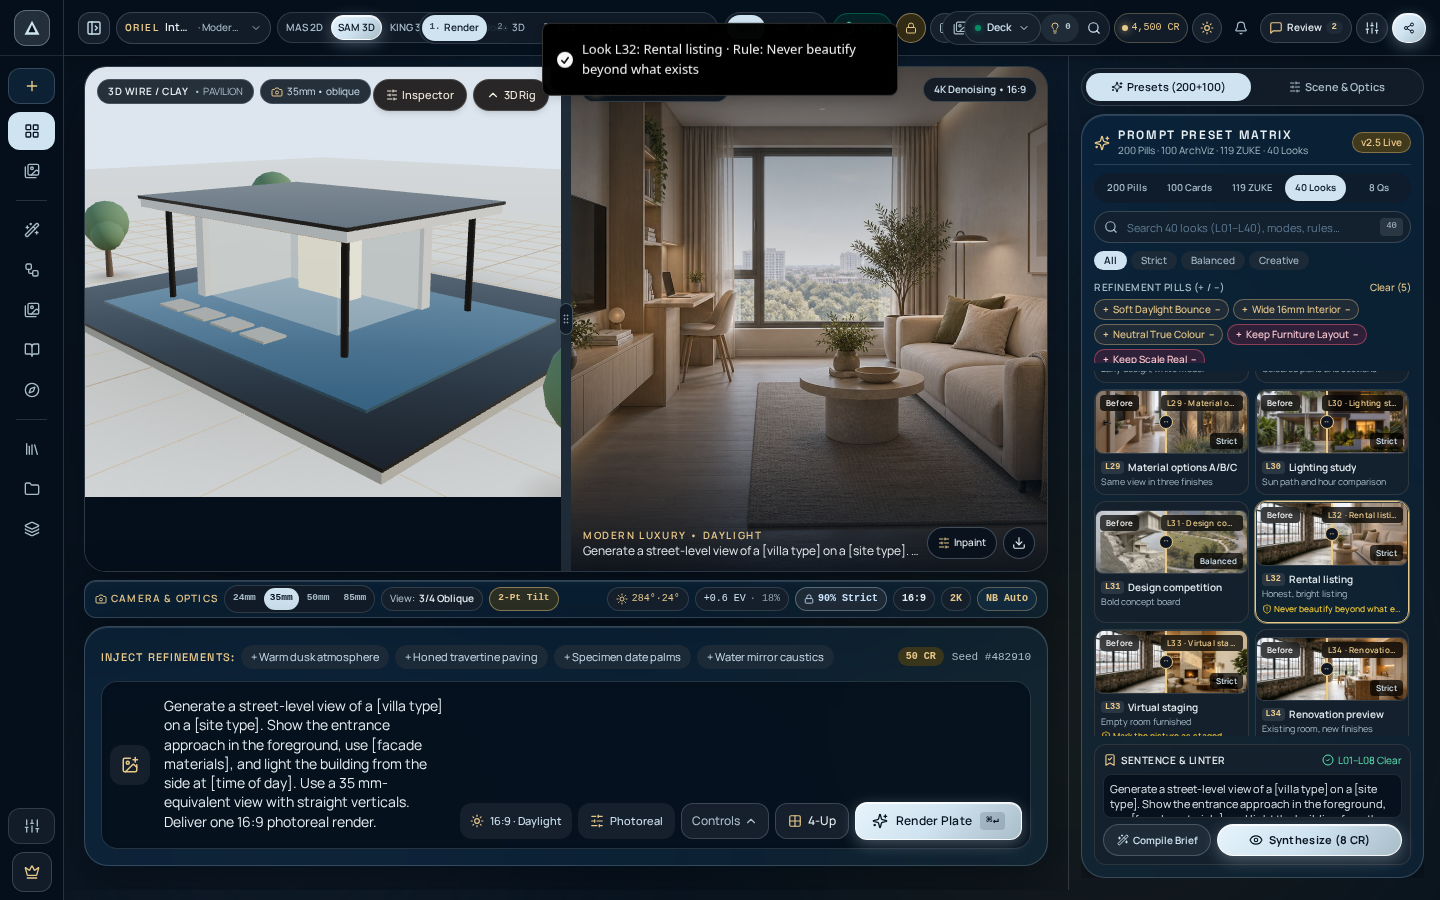 ORIEL Int... · Moder...
MAS 2D SAM 3D KING 3 1. Render 2. 3D
Deck 0 4,500 CR Review 2
Look L32: Rental listing · Rule: Never beautify
beyond what exists
3D WIRE / CLAY • PAVILION 35mm • oblique Inspector 3D Rig
4K Denoising • 16:9
MODERN LUXURY • DAYLIGHT
Generate a street-level view of a [villa type] on a [site type]. ...
Inpaint
CAMERA & OPTICS 24mm 35mm 50mm 85mm View: 3/4 Oblique 2-Pt Tilt 284°·24° +0.6 EV · 18% 90% Strict 16:9 2K NB Auto
INJECT REFINEMENTS: + Warm dusk atmosphere + Honed travertine paving + Specimen date palms + Water mirror caustics 50 CR Seed #482910
Generate a street-level view of a [villa type]
on a [site type]. Show the entrance
approach in the foreground, use [facade
materials], and light the building from the
side at [time of day]. Use a 35 mm-
equivalent view with straight verticals.
Deliver one 16:9 photoreal render.
16:9 · Daylight Photoreal Controls 4-Up Render Plate ⌘↵
Presets (200+100) Scene & Optics
PROMPT PRESET MATRIX
200 Pills · 100 ArchViz · 119 ZUKE · 40 Looks
v2.5 Live
200 Pills 100 Cards 119 ZUKE 40 Looks 8 Qs
Search 40 looks (L01–L40), modes, rules... 40
All Strict Balanced Creative
REFINEMENT PILLS (+ / −) Clear (5)
+ Soft Daylight Bounce − + Wide 16mm Interior −
+ Neutral True Colour − + Keep Furniture Layout −
+ Keep Scale Real −
Before L29 · Material o... Strict
L29 Material options A/B/C
Same view in three finishes
Before L30 · Lighting st... Strict
L30 Lighting study
Sun path and hour comparison
Before L31 · Design co... Balanced
L31 Design competition
Bold concept board
Before L32 · Rental listi... Strict
L32 Rental listing
Honest, bright listing
Never beautify beyond what e...
Before L33 · Virtual sta... Strict
L33 Virtual staging
Empty room furnished
Mark the picture as staged
Before L34 · Renovatio... Strict
L34 Renovation preview
Existing room, new finishes
SENTENCE & LINTER L01–L08 Clear
Generate a street-level view of a [villa type] on a [site
type]. Show the entrance approach in the foreground,
Compile Brief Synthesize (8 CR)